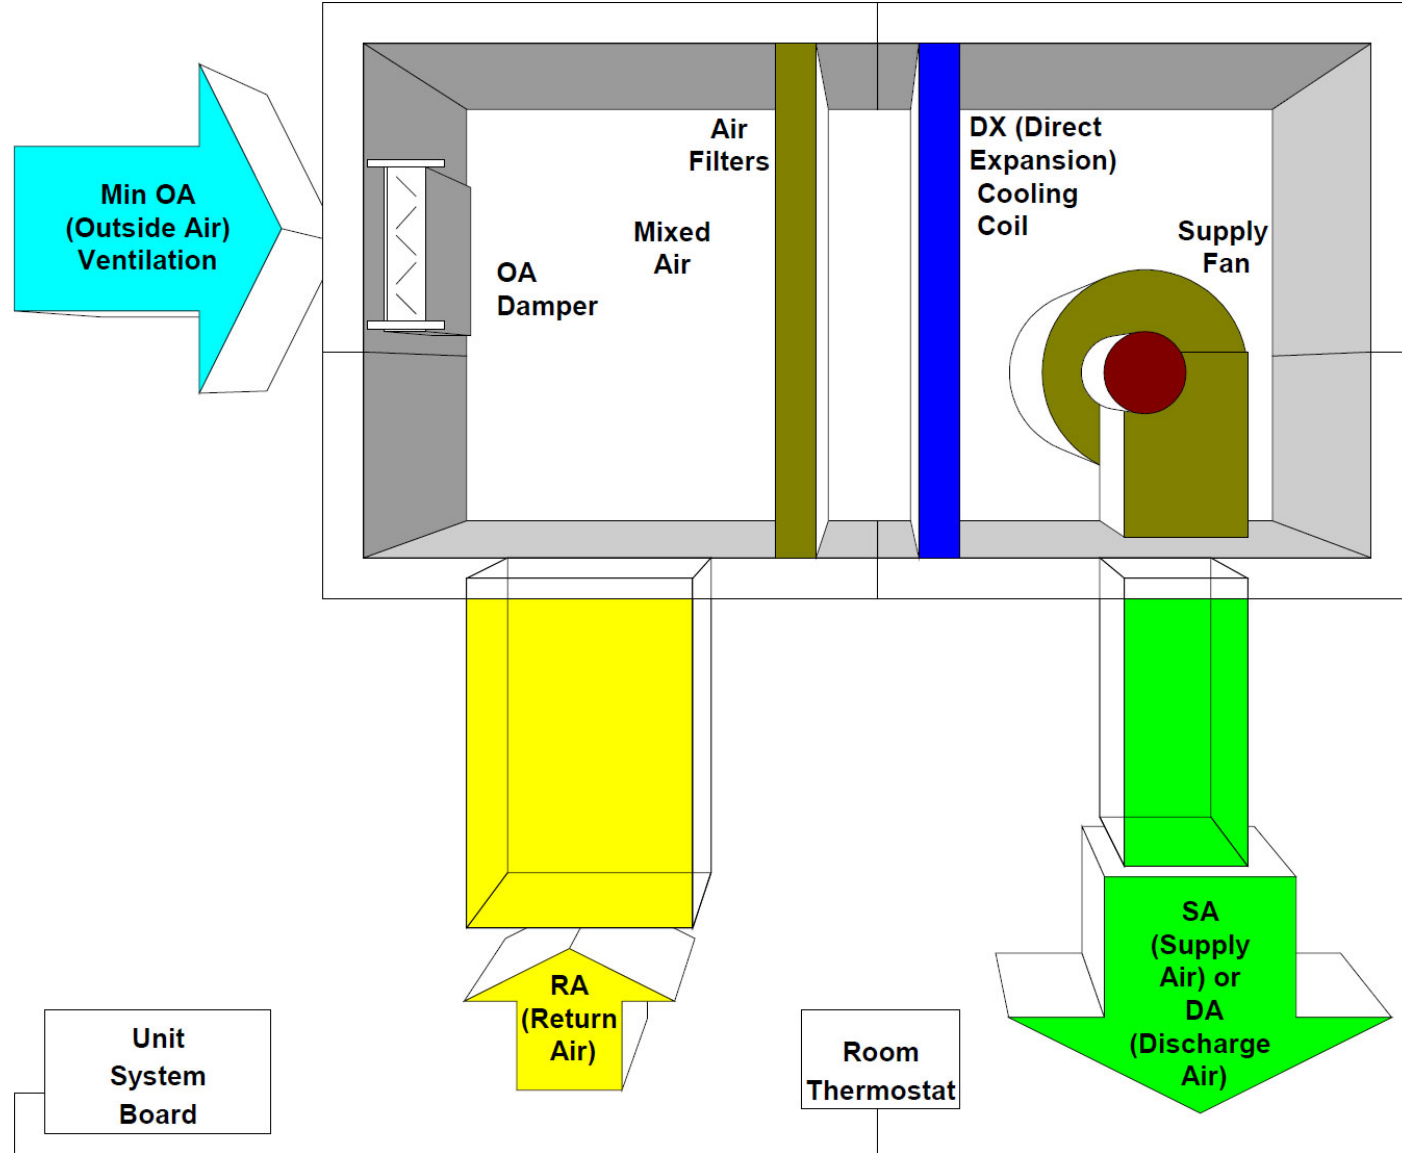 Min OA
(Outside Air)
Ventilation
OA
Damper
Air
Filters
Mixed
Air
DX (Direct
Expansion)
Cooling
Coil
Supply
Fan
RA
(Return
Air)
SA
(Supply
Air) or
DA
(Discharge
Air)
Unit
System
Board
Room
Thermostat